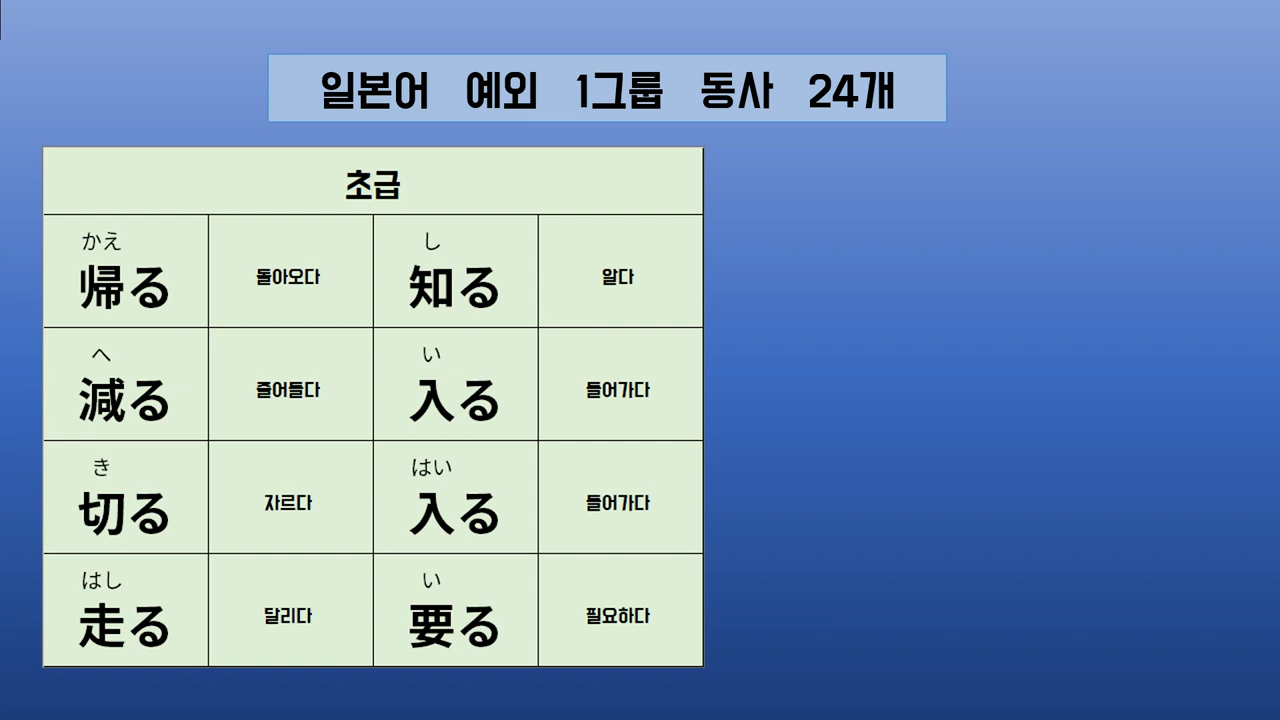 일본어 예외 1그룹 동사 24개
초급
かえ し
帰る 돌아오다 知る 알다
へ い
減る 줄어들다 入る 들어가다
き はい
切る 자르다 入る 들어가다
はし い
走る 달리다 要る 필요하다